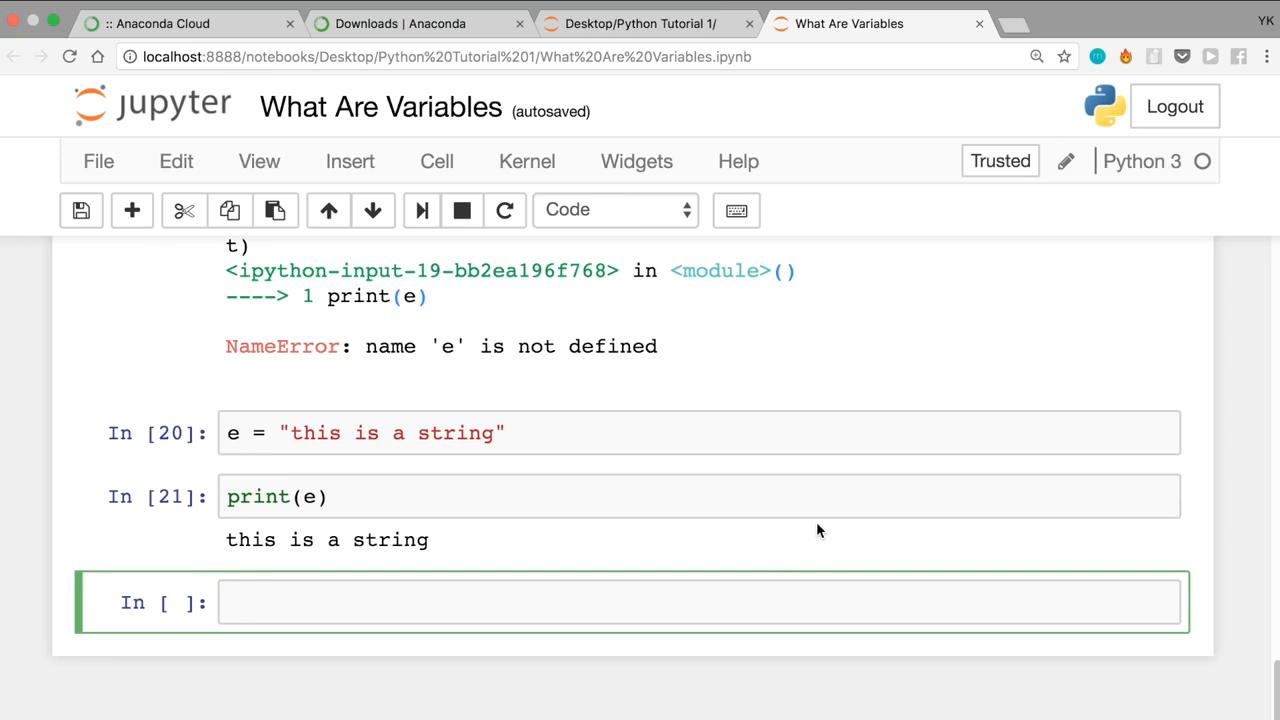 :: Anaconda Cloud
Downloads | Anaconda
Desktop/Python Tutorial 1/
What Are Variables
YK
localhost:8888/notebooks/Desktop/Python%20Tutorial%201/What%20Are%20Variables.ipynb
jupyter What Are Variables (autosaved) Logout
File Edit View Insert Cell Kernel Widgets Help Trusted Python 3
Code
t)
<ipython-input-19-bb2ea196f768> in <module>()
----> 1 print(e)
NameError: name 'e' is not defined
In [20]: e = "this is a string"
In [21]: print(e)
this is a string
In [ ]: